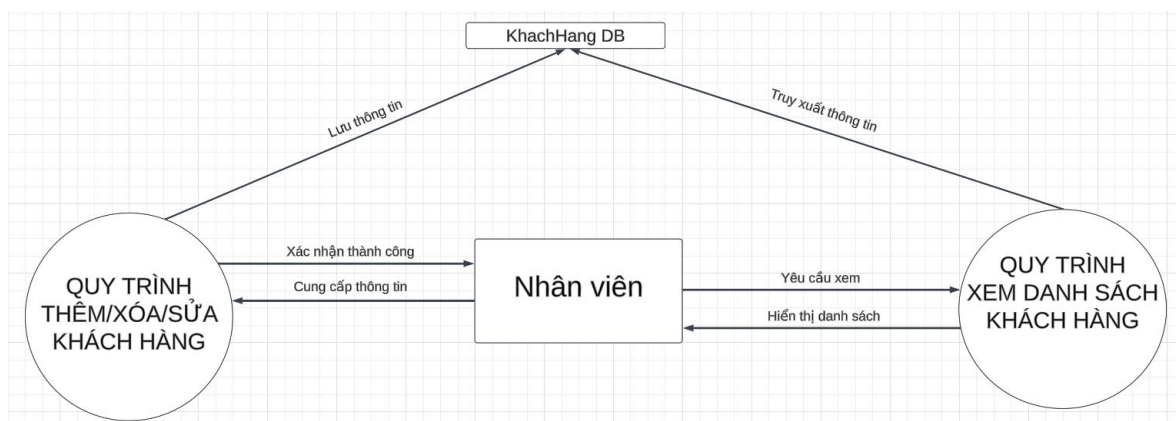 KhachHang DB
Lưu thông tin
Truy xuất thông tin
QUY TRÌNH
THÊM/XÓA/SỬA
KHÁCH HÀNG
Xác nhận thành công
Cung cấp thông tin
Nhân viên
Yêu cầu xem
Hiển thị danh sách
QUY TRÌNH
XEM DANH SÁCH
KHÁCH HÀNG